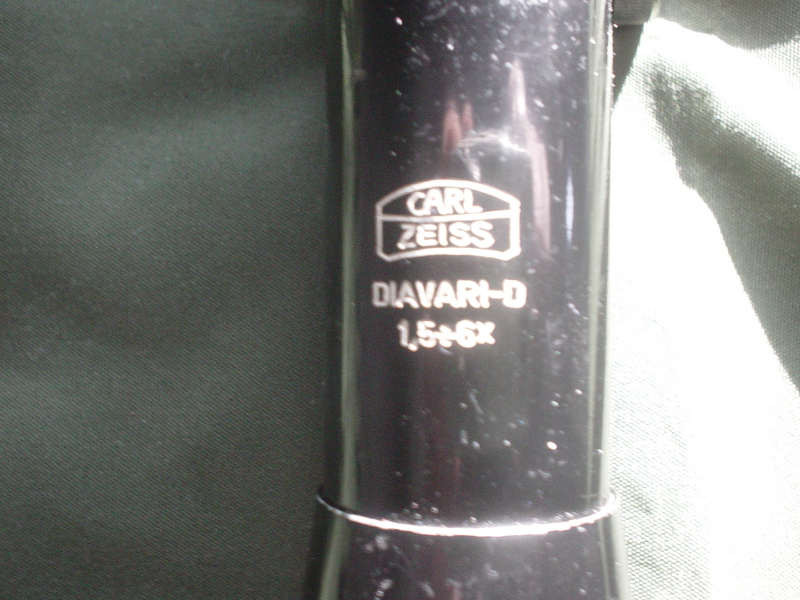 CARL
ZEISS
DIAVARI-D
1,5÷6x